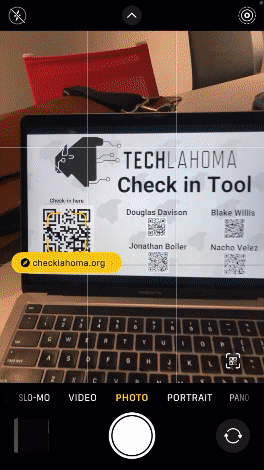 TECHLAHOMA
Check in Tool
Check-in here
Douglas Davison
Blake Willis
Jonathan Boller
Nacho Velez
checklahoma.org
SLO-MO
VIDEO
PHOTO
PORTRAIT
PANO